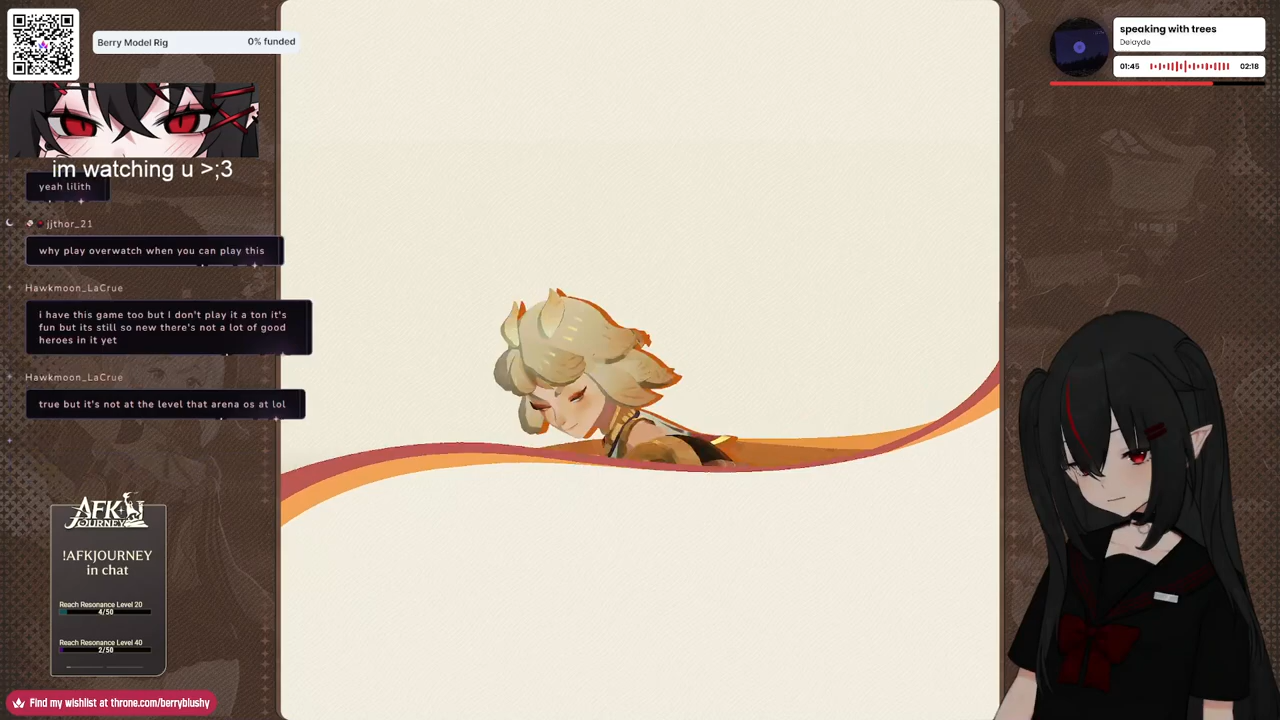 Berry Model Rig
0% funded
im watching u >;3
yeah lilith
jjthor_21
why play overwatch when you can play this
Hawkmoon_LaCrue
i have this game too but I don't play it a ton it's
fun but its still so new there's not a lot of good
heroes in it yet
Hawkmoon_LaCrue
true but it's not at the level that arena os at lol
AFK
JOURNEY
!AFKJOURNEY
in chat
Reach Resonance Level 20
4/50
Reach Resonance Level 40
2/50
Find my wishlist at throne.com/berryblushy
speaking with trees
Delayde
01:45
02:18